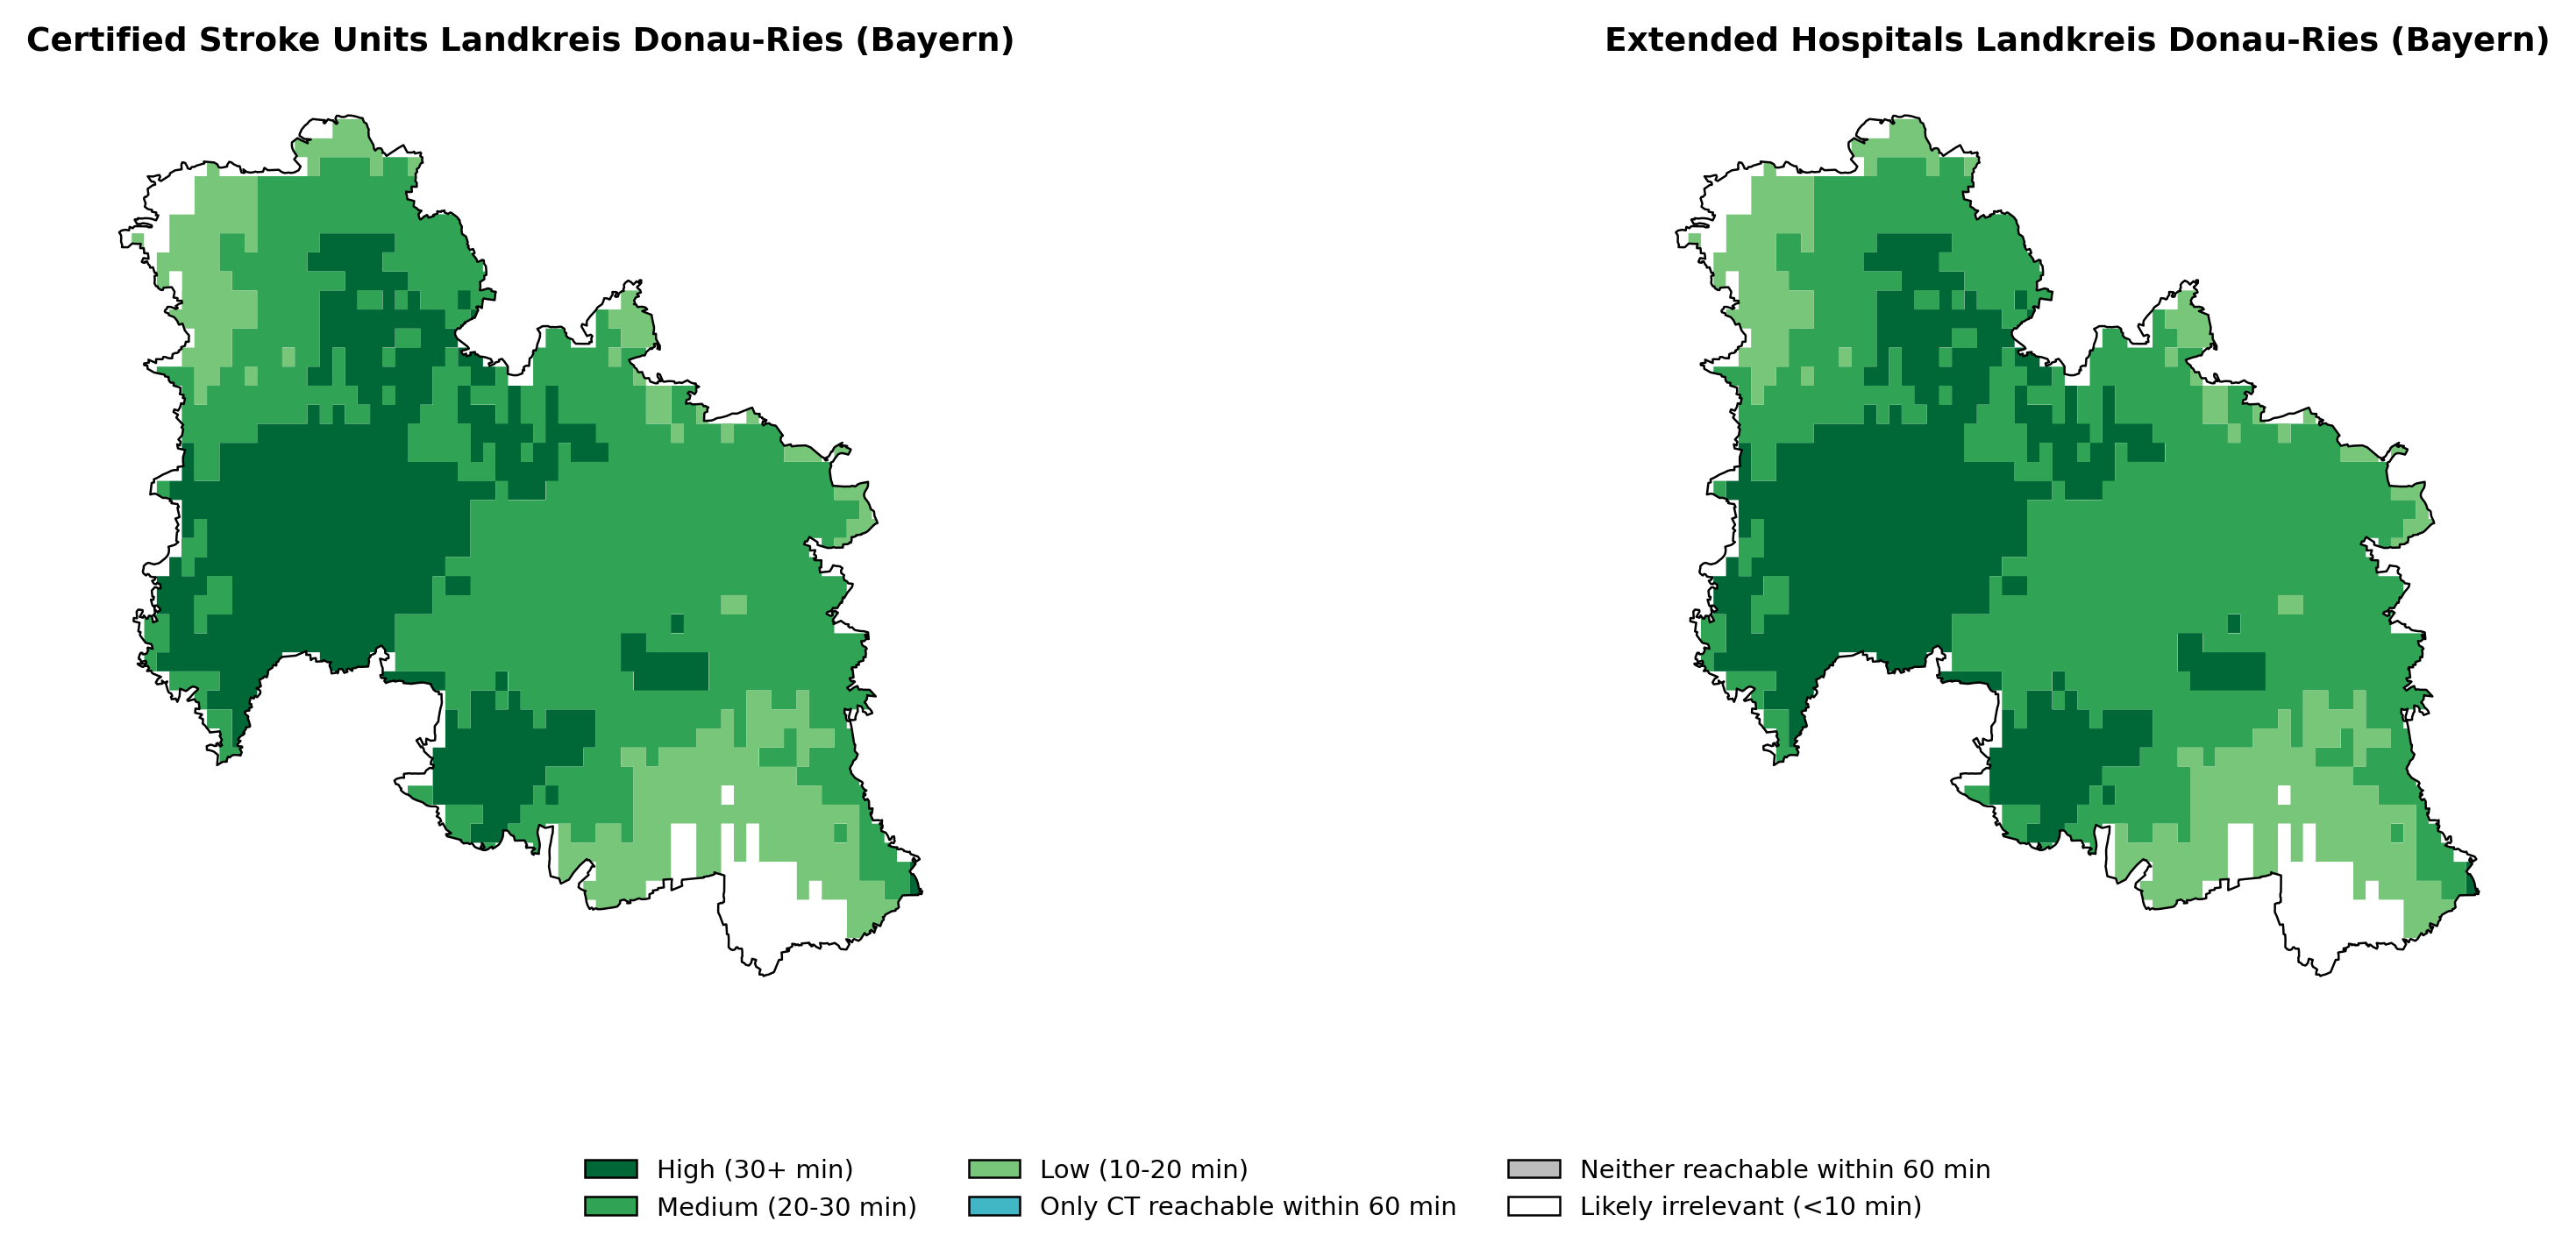 Certified Stroke Units Landkreis Donau-Ries (Bayern)
Extended Hospitals Landkreis Donau-Ries (Bayern)
High (30+ min)
Medium (20-30 min)
Low (10-20 min)
Only CT reachable within 60 min
Neither reachable within 60 min
Likely irrelevant (<10 min)